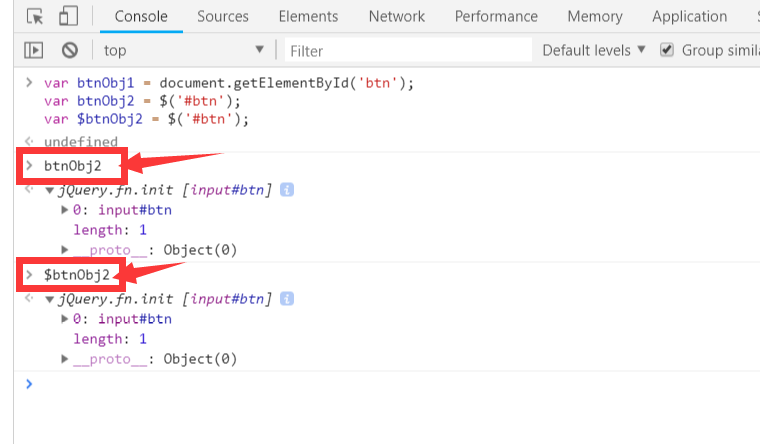 Console Sources Elements Network Performance Memory Application
top Filter Default levels Group simila
var btnObj1 = document.getElementById('btn');
var btnObj2 = $('#btn');
var $btnObj2 = $('#btn');
undefined
btnObj2
jQuery.fn.init [input#btn]
0: input#btn
length: 1
__proto__: Object(0)
$btnObj2
jQuery.fn.init [input#btn]
0: input#btn
length: 1
__proto__: Object(0)